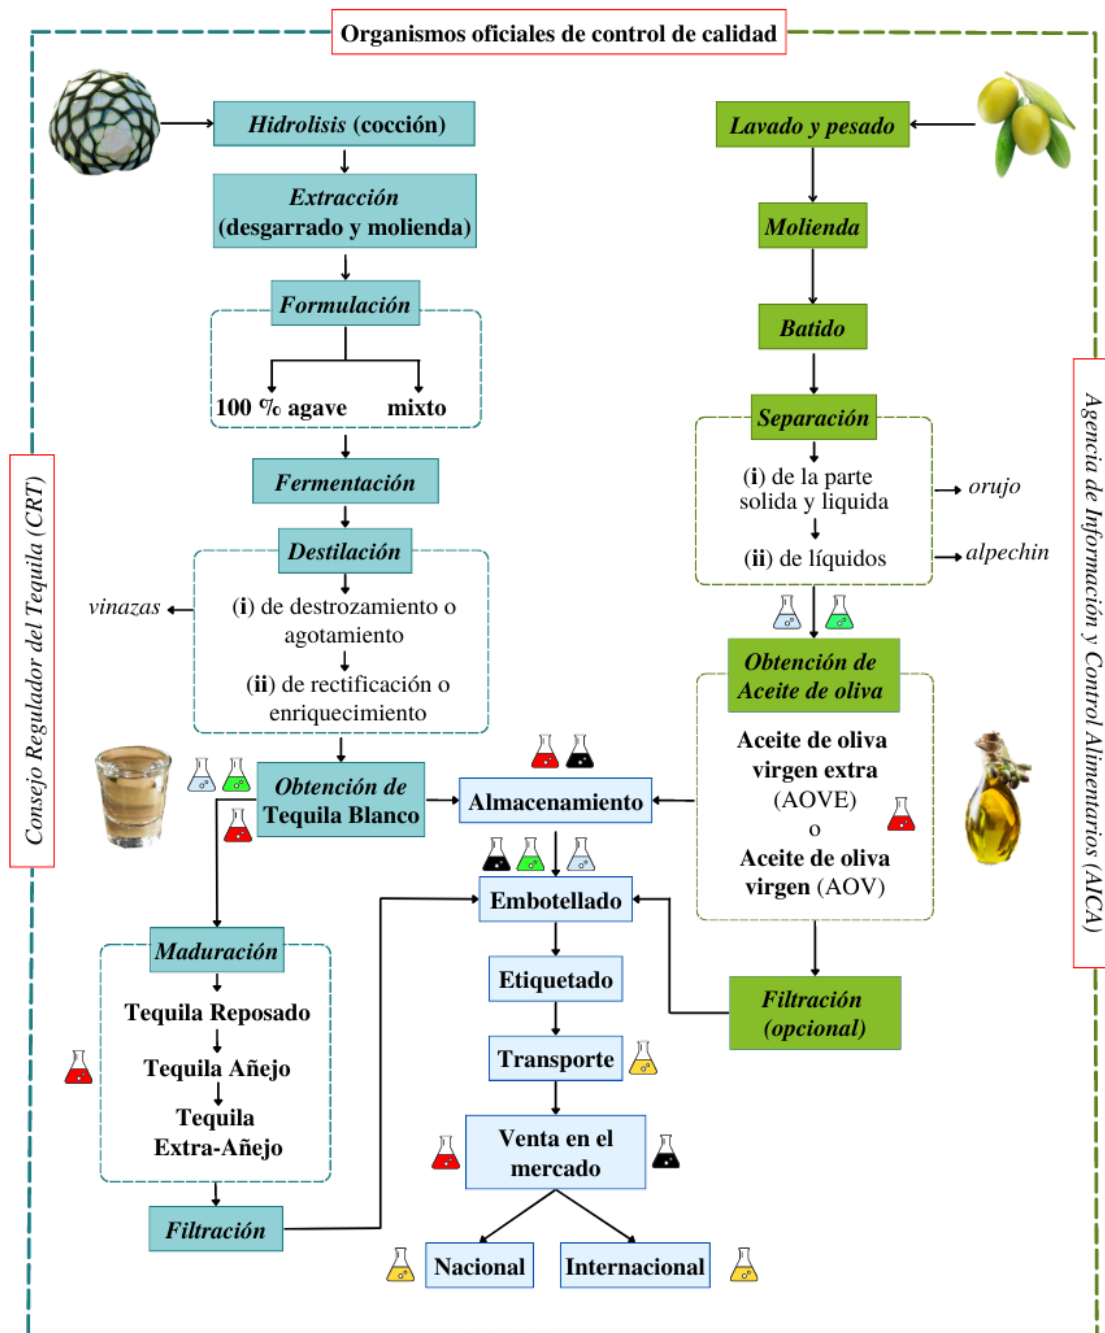 Organismos oficiales de control de calidad
Consejo Regulador del Tequila (CRT)
Hidrolisis (cocción)
Extracción
(desgarrado y molienda)
Formulación
100 % agave
mixto
Fermentación
Destilación
(i) de destrozamiento o
agotamiento
(ii) de rectificación o
enriquecimiento
vinazas
Obtención de
Tequila Blanco
Maduración
Tequila Reposado
Tequila Añejo
Tequila
Extra-Añejo
Filtración
Almacenamiento
Embotellado
Etiquetado
Transporte
Venta en el
mercado
Nacional
Internacional
Lavado y pesado
Molienda
Batido
Separación
(i) de la parte
solida y liquida
orujo
(ii) de líquidos
alpechin
Obtención de
Aceite de oliva
Aceite de oliva
virgen extra
(AOVE)
o
Aceite de oliva
virgen (AOV)
Filtración
(opcional)
Agencia de Información y Control Alimentarios (AICA)